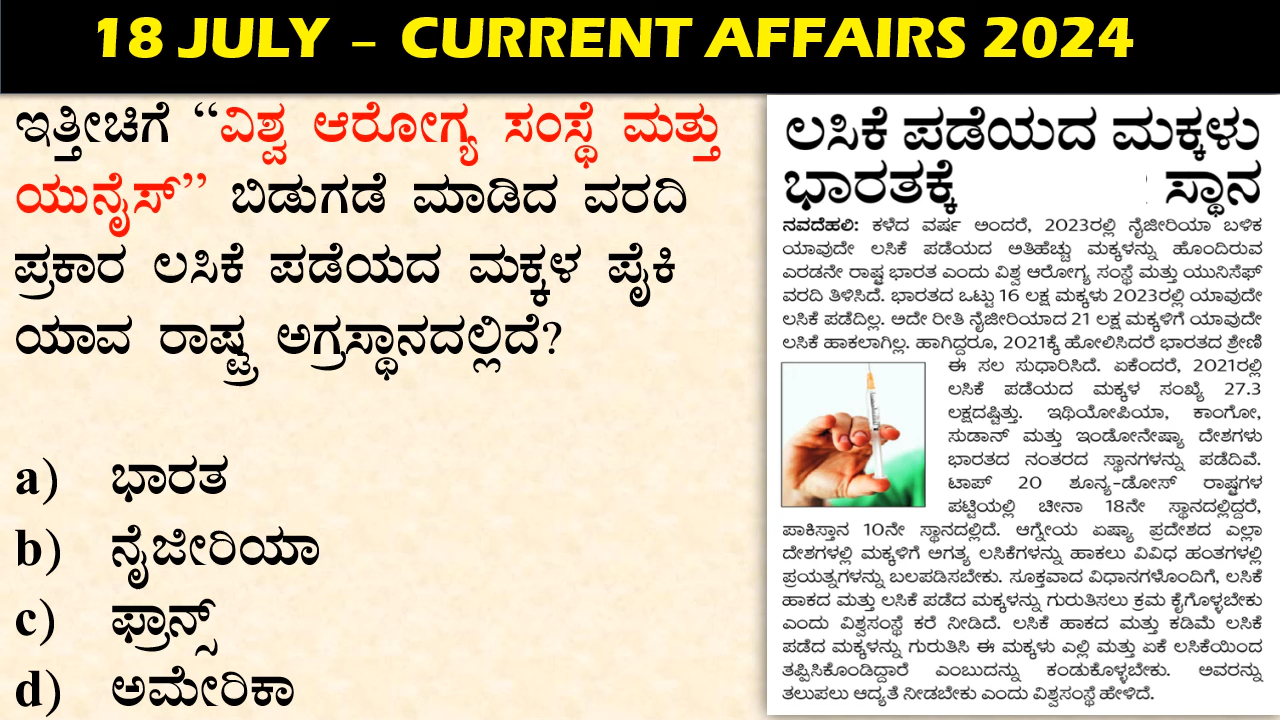 18 JULY – CURRENT AFFAIRS 2024
ಇತ್ತೀಚಿಗೆ “ವಿಶ್ವ ಆರೋಗ್ಯ ಸಂಸ್ಥೆ ಮತ್ತು
ಯುನೈಸ್” ಬಿಡುಗಡೆ ಮಾಡಿದ ವರದಿ
ಪ್ರಕಾರ ಲಸಿಕೆ ಪಡೆಯದ ಮಕ್ಕಳ ಪೈಕಿ
ಯಾವ ರಾಷ್ಟ್ರ ಅಗ್ರಸ್ಥಾನದಲ್ಲಿದೆ?
a) ಭಾರತ
b) ನೈಜೀರಿಯಾ
c) ಫ್ರಾನ್ಸ್
d) ಅಮೇರಿಕಾ
ಲಸಿಕೆ ಪಡೆಯದ ಮಕ್ಕಳು
ಭಾರತಕ್ಕೆ ಸ್ಥಾನ
ನವದೆಹಲಿ: ಕಳೆದ ವರ್ಷ ಅಂದರೆ, 2023ರಲ್ಲಿ ನೈಜೀರಿಯಾ ಬಳಿಕ
ಯಾವುದೇ ಲಸಿಕೆ ಪಡೆಯದ ಅತಿಹೆಚ್ಚು ಮಕ್ಕಳನ್ನು ಹೊಂದಿರುವ
ಎರಡನೇ ರಾಷ್ಟ್ರ ಭಾರತ ಎಂದು ವಿಶ್ವ ಆರೋಗ್ಯ ಸಂಸ್ಥೆ ಮತ್ತು ಯುನಿಸೆಫ್
ವರದಿ ತಿಳಿಸಿದೆ. ಭಾರತದ ಒಟ್ಟು 16 ಲಕ್ಷ ಮಕ್ಕಳು 2023ರಲ್ಲಿ ಯಾವುದೇ
ಲಸಿಕೆ ಪಡೆದಿಲ್ಲ. ಅದೇ ರೀತಿ ನೈಜೀರಿಯಾದ 21 ಲಕ್ಷ ಮಕ್ಕಳಿಗೆ ಯಾವುದೇ
ಲಸಿಕೆ ಹಾಕಲಾಗಿಲ್ಲ. ಹಾಗಿದ್ದರೂ, 2021ಕ್ಕೆ ಹೋಲಿಸಿದರೆ ಭಾರತದ ಶ್ರೇಣಿ
ಈ ಸಲ ಸುಧಾರಿಸಿದೆ. ಏಕೆಂದರೆ, 2021ರಲ್ಲಿ
ಲಸಿಕೆ ಪಡೆಯದ ಮಕ್ಕಳ ಸಂಖ್ಯೆ 27.3
ಲಕ್ಷದಷ್ಟಿತ್ತು. ಇಥಿಯೋಪಿಯಾ, ಕಾಂಗೋ,
ಸುಡಾನ್ ಮತ್ತು ಇಂಡೋನೇಷ್ಯಾ ದೇಶಗಳು
ಭಾರತದ ನಂತರದ ಸ್ಥಾನಗಳನ್ನು ಪಡೆದಿವೆ.
ಟಾಪ್ 20 ಶೂನ್ಯ-ಡೋಸ್ ರಾಷ್ಟ್ರಗಳ
ಪಟ್ಟಿಯಲ್ಲಿ ಚೀನಾ 18ನೇ ಸ್ಥಾನದಲ್ಲಿದ್ದರೆ,
ಪಾಕಿಸ್ತಾನ 10ನೇ ಸ್ಥಾನದಲ್ಲಿದೆ. ಆಗ್ನೇಯ ಏಷ್ಯಾ ಪ್ರದೇಶದ ಎಲ್ಲಾ
ದೇಶಗಳಲ್ಲಿ ಮಕ್ಕಳಿಗೆ ಅಗತ್ಯ ಲಸಿಕೆಗಳನ್ನು ಹಾಕಲು ವಿವಿಧ ಹಂತಗಳಲ್ಲಿ
ಪ್ರಯತ್ನಗಳನ್ನು ಬಲಪಡಿಸಬೇಕು. ಸೂಕ್ತವಾದ ವಿಧಾನಗಳೊಂದಿಗೆ, ಲಸಿಕೆ
ಹಾಕದ ಮತ್ತು ಲಸಿಕೆ ಪಡೆದ ಮಕ್ಕಳನ್ನು ಗುರುತಿಸಲು ಕ್ರಮ ಕೈಗೊಳ್ಳಬೇಕು
ಎಂದು ವಿಶ್ವಸಂಸ್ಥೆ ಕರೆ ನೀಡಿದೆ. ಲಸಿಕೆ ಹಾಕದ ಮತ್ತು ಕಡಿಮೆ ಲಸಿಕೆ
ಪಡೆದ ಮಕ್ಕಳನ್ನು ಗುರುತಿಸಿ ಈ ಮಕ್ಕಳು ಎಲ್ಲಿ ಮತ್ತು ಏಕೆ ಲಸಿಕೆಯಿಂದ
ತಪ್ಪಿಸಿಕೊಂಡಿದ್ದಾರೆ ಎಂಬುದನ್ನು ಕಂಡುಕೊಳ್ಳಬೇಕು. ಅವರನ್ನು
ತಲುಪಲು ಆದ್ಯತೆ ನೀಡಬೇಕು ಎಂದು ವಿಶ್ವಸಂಸ್ಥೆ ಹೇಳಿದೆ.